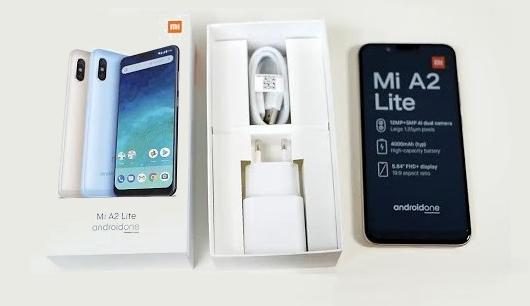 mi
Mi A2 Lite
androidone
mi
Mi A2
Lite
12MP+5MP AI dual camera
Large 1.25μm pixels
4000mAh (typ)
High-capacity battery
5.84" FHD+ display
19:9 aspect ratio
androidone